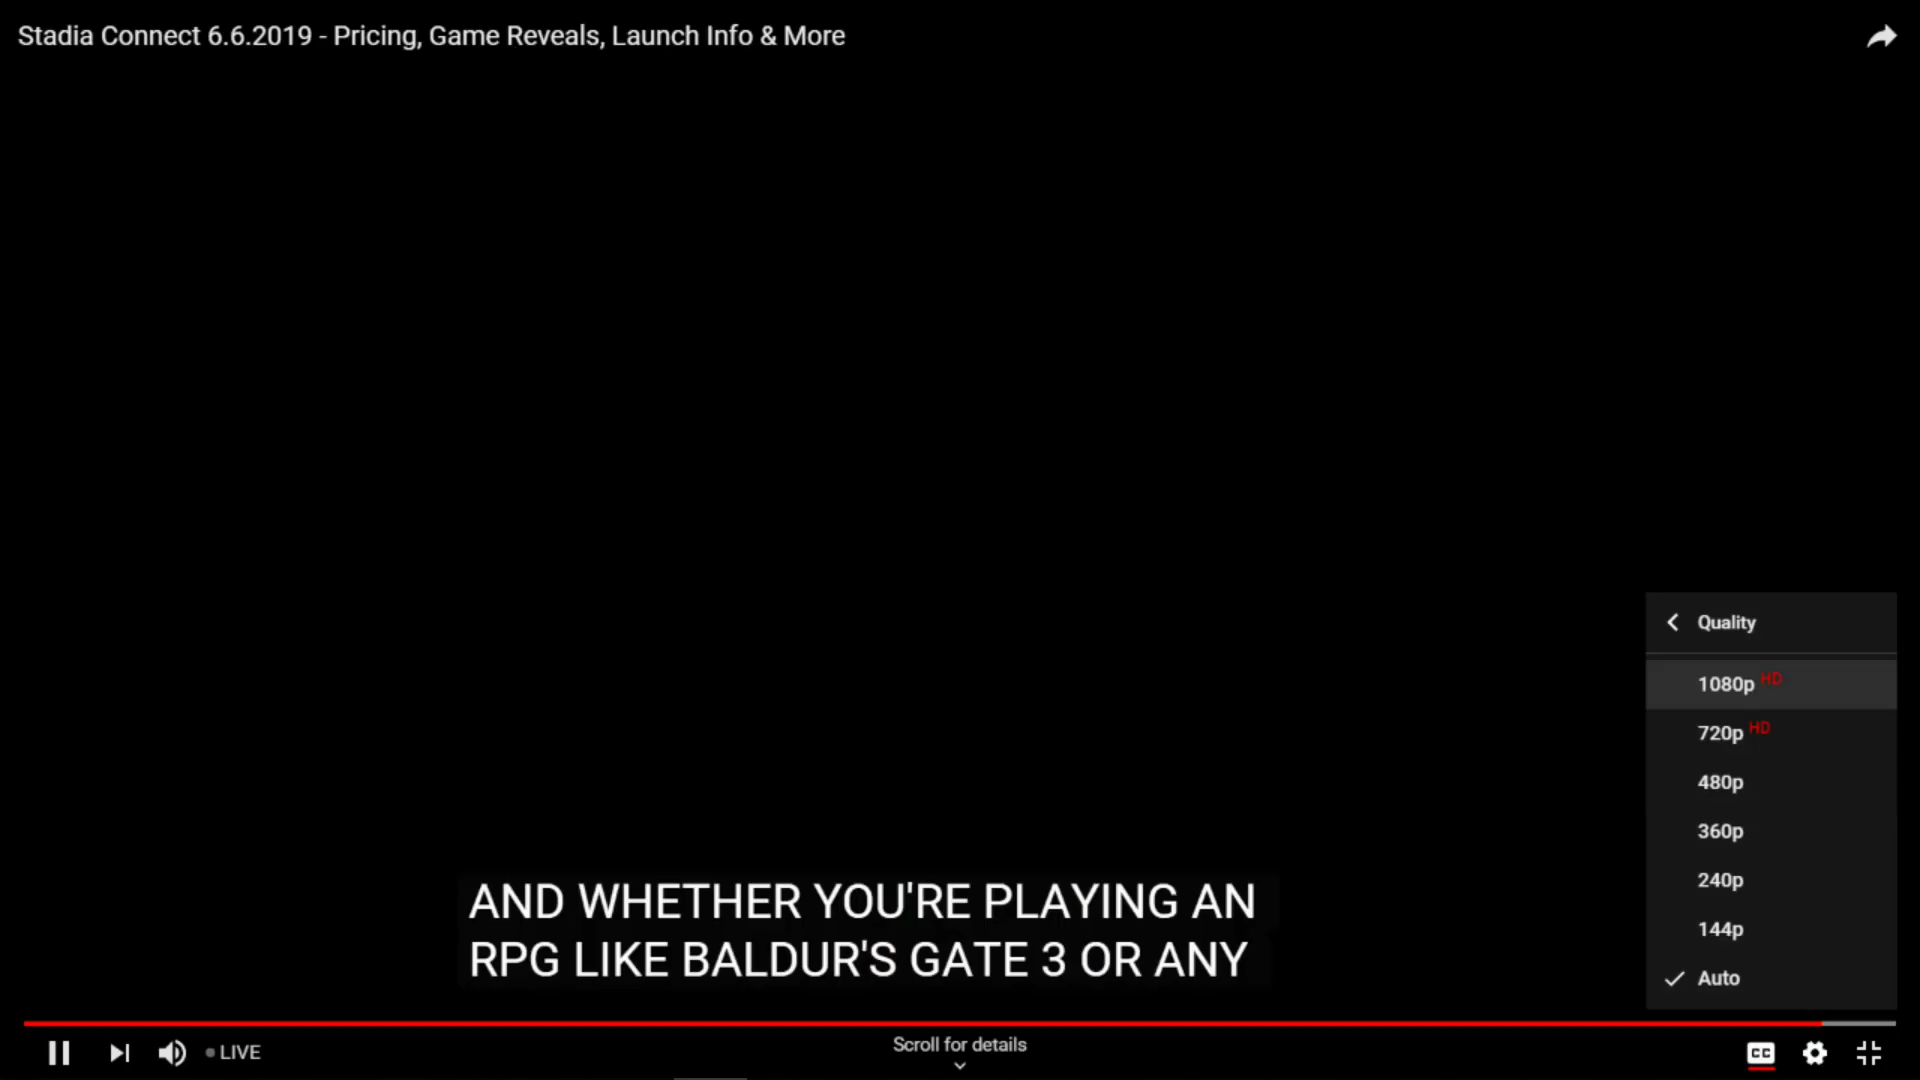 Stadia Connect 6.6.2019 - Pricing, Game Reveals, Launch Info & More
Quality
1080p HD
720p HD
480p
360p
240p
144p
Auto
AND WHETHER YOU'RE PLAYING AN
RPG LIKE BALDUR'S GATE 3 OR ANY
LIVE
Scroll for details
CC